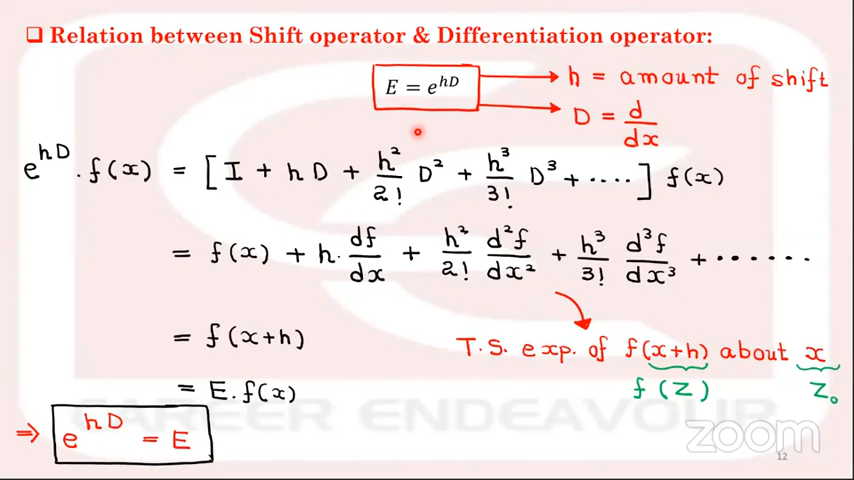 ❑ Relation between Shift operator & Differentiation operator:
E = e^{hD}
h = amount of shift
D = d/dx
e^{hD} . f(x) = [ I + h D + h²/2! D² + h³/3! D³ + .... ] f(x)
= f(x) + h. df/dx + h²/2! d²f/dx² + h³/3! d³f/dx³ + ......
= f(x+h)
T.S. exp. of f(x+h) about x
= E. f(x)
f(Z) Z₀
⇒ e^{hD} = E
CAREER ENDEAVOUR
zoom
12